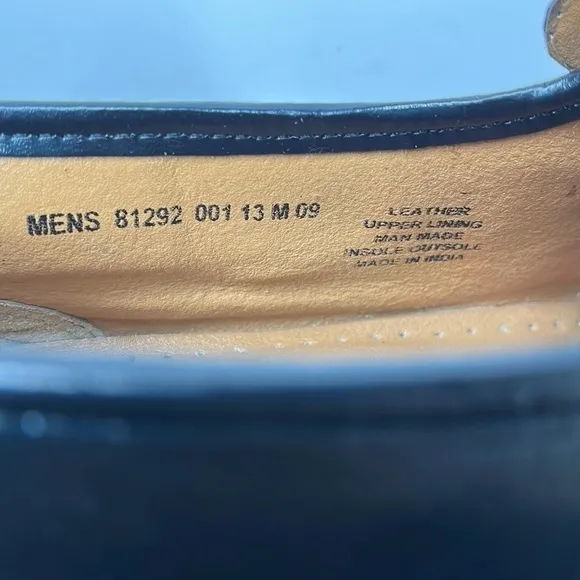 MENS 81292 001 13 M 09
LEATHER
UPPER LINING
MAN MADE
INSOLE OUTSOLE
MADE IN INDIA